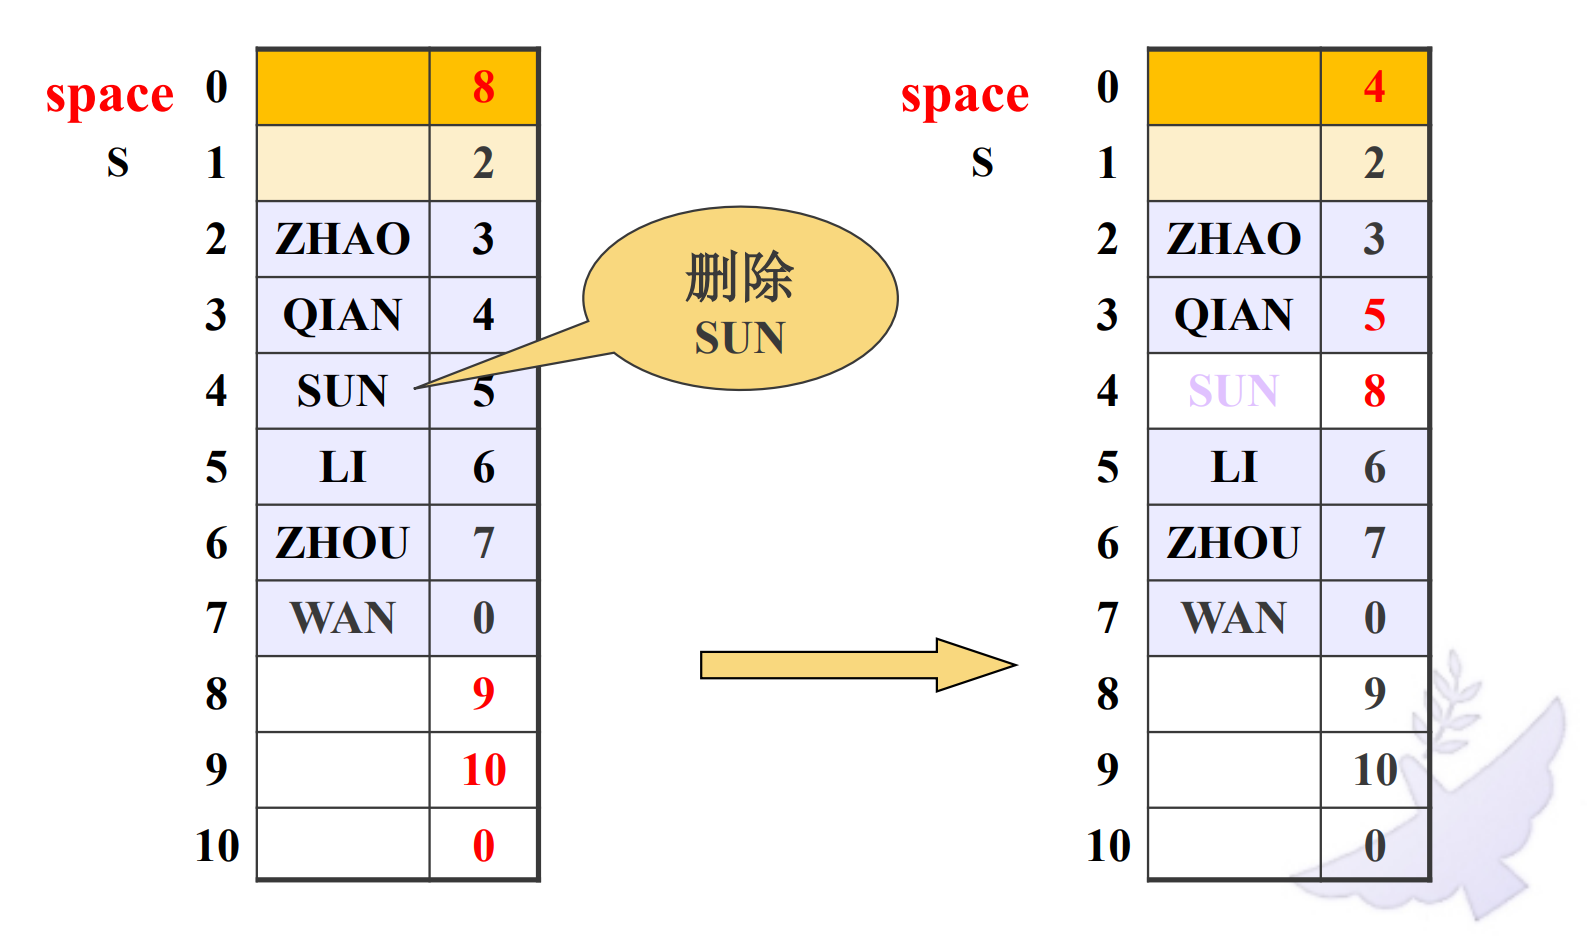 space 0 8
S 1 2
2 ZHAO 3
3 QIAN 4
4 SUN 5
5 LI 6
6 ZHOU 7
7 WAN 0
8 9
9 10
10 0
删除
SUN
space 0 4
S 1 2
2 ZHAO 3
3 QIAN 5
4 SUN 8
5 LI 6
6 ZHOU 7
7 WAN 0
8 9
9 10
10 0